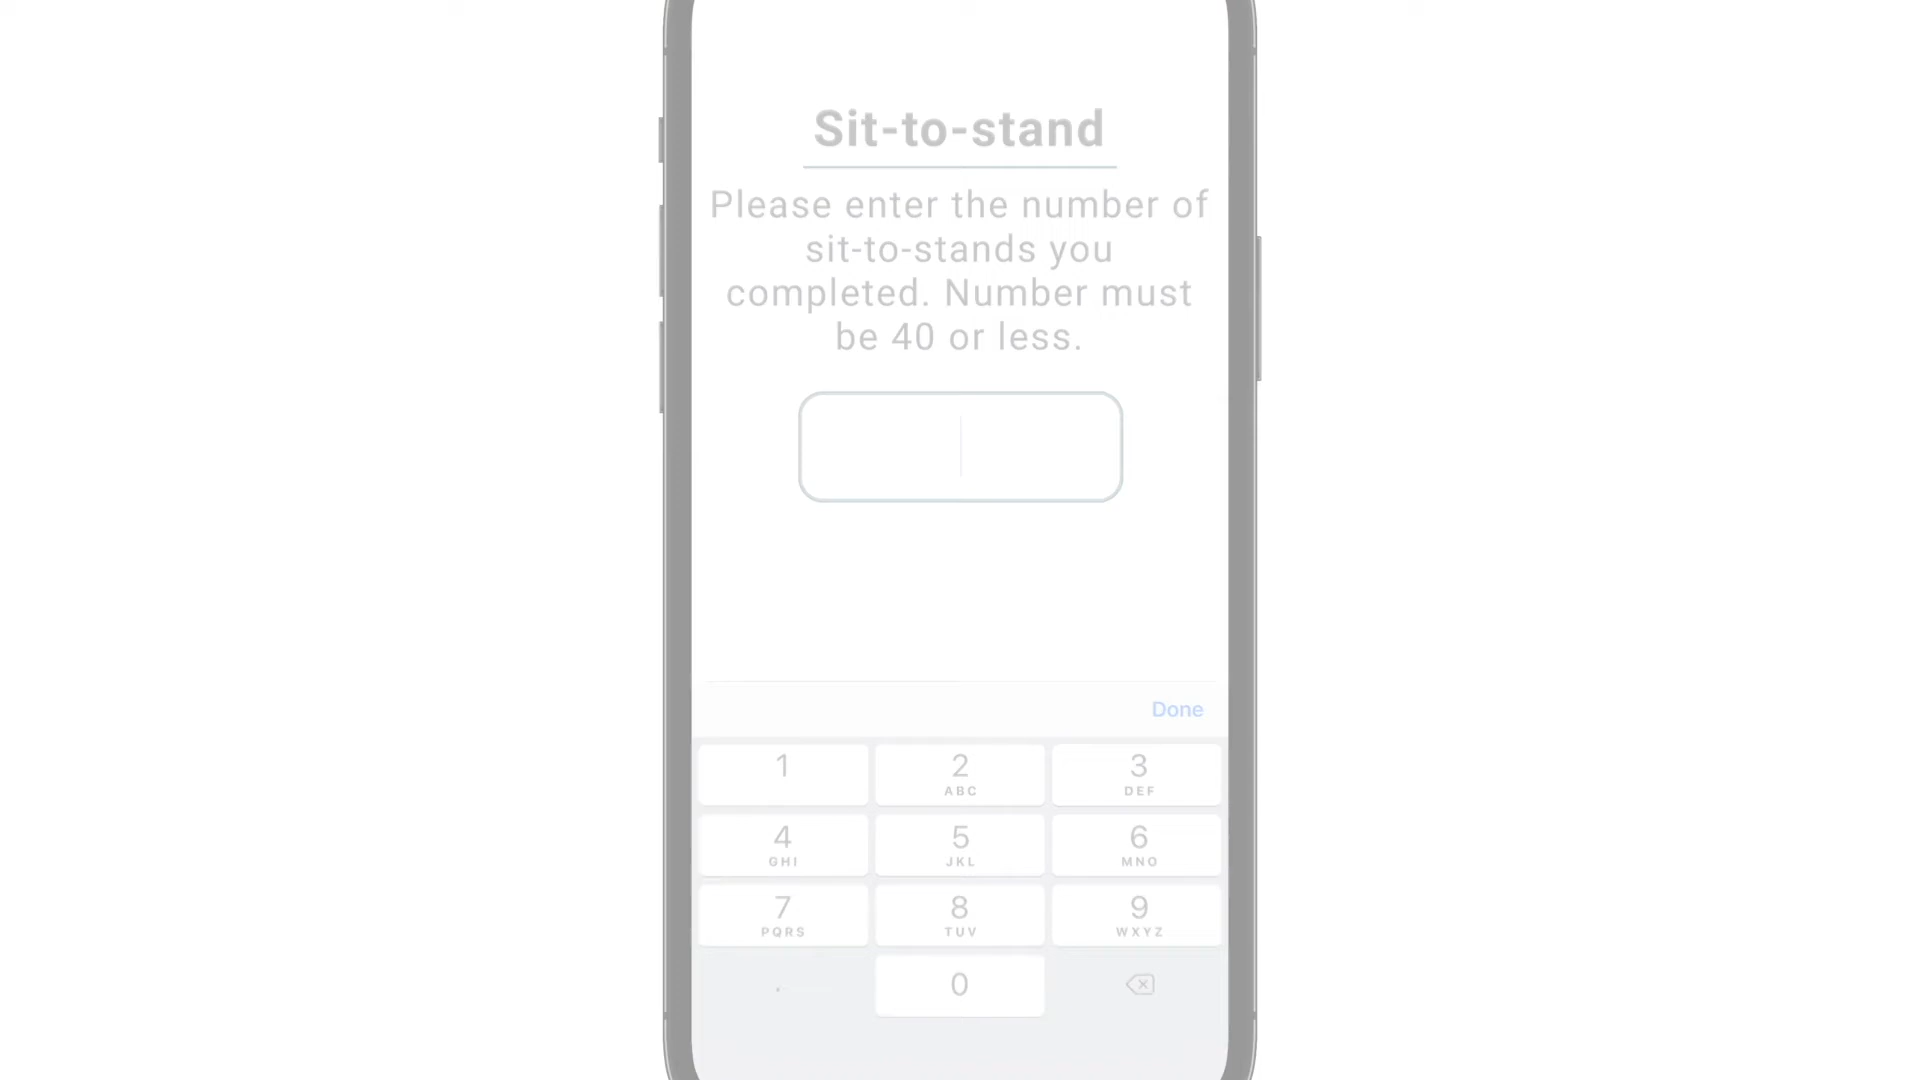 Sit-to-stand
Please enter the number of
sit-to-stands you
completed. Number must
be 40 or less.
Done
1
2
ABC
3
DEF
4
GHI
5
JKL
6
MNO
7
PQRS
8
TUV
9
WXYZ
.
0